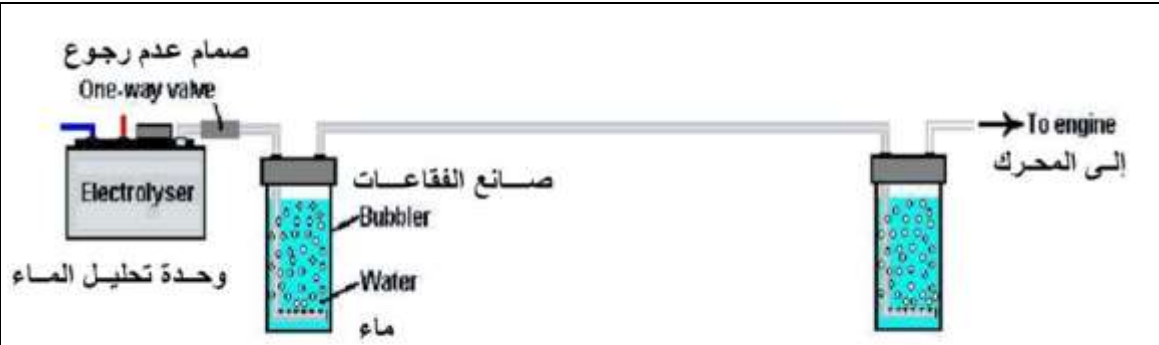 صمام عدم رجوع
One-way valve
To engine
إلى المحرك
Electrolyser
صانع الفقاعات
Bubbler
وحدة تحليل الماء
Water
ماء